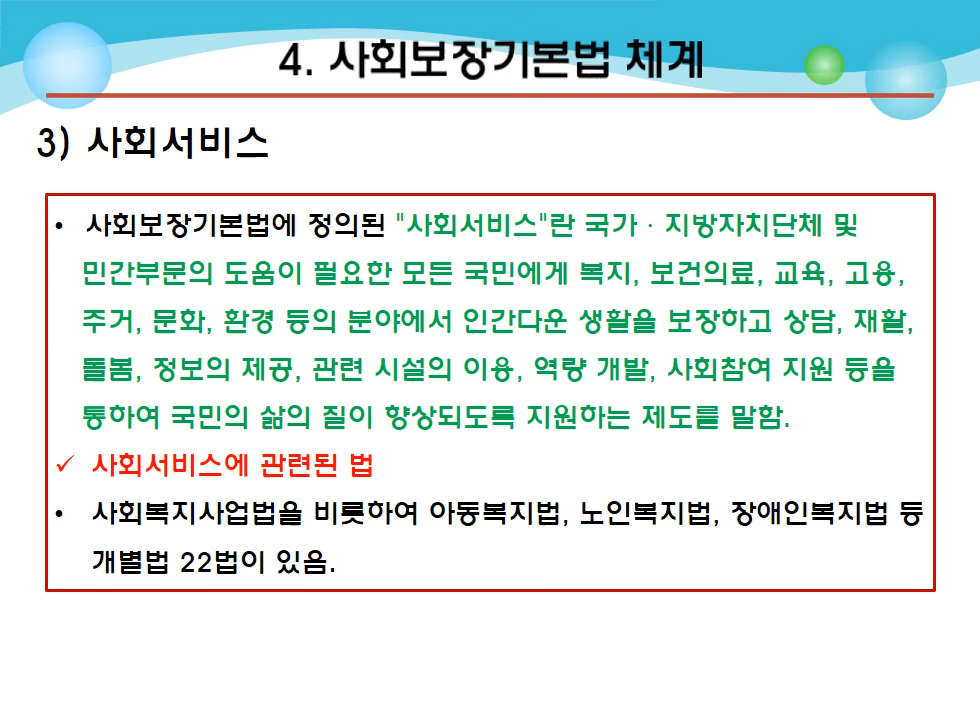 4. 사회보장기본법 체계
3) 사회서비스
• 사회보장기본법에 정의된 "사회서비스"란 국가·지방자치단체 및
민간부문의 도움이 필요한 모든 국민에게 복지, 보건의료, 교육, 고용,
주거, 문화, 환경 등의 분야에서 인간다운 생활을 보장하고 상담, 재활,
돌봄, 정보의 제공, 관련 시설의 이용, 역량 개발, 사회참여 지원 등을
통하여 국민의 삶의 질이 향상되도록 지원하는 제도를 말함.
✓ 사회서비스에 관련된 법
• 사회복지사업법을 비롯하여 아동복지법, 노인복지법, 장애인복지법 등
개별법 22법이 있음.